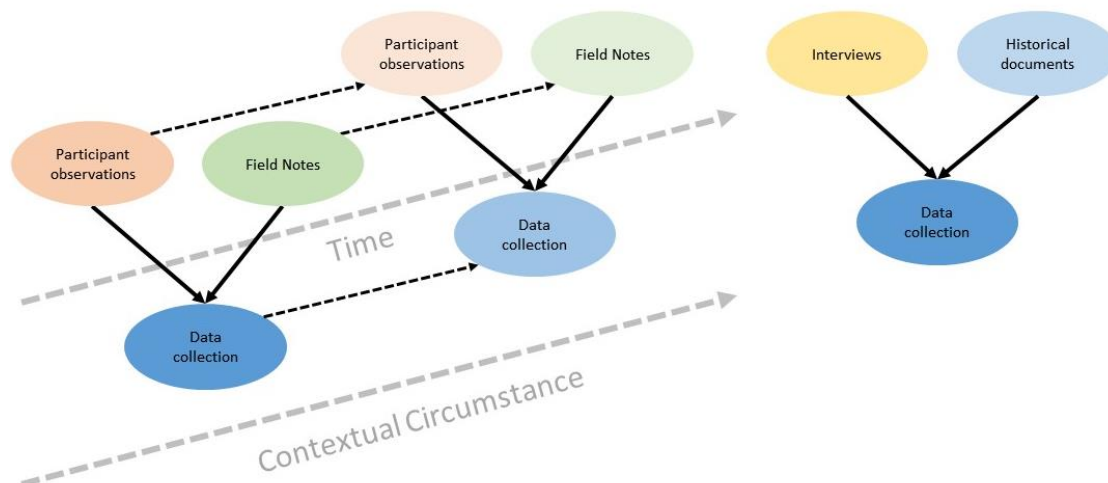 Participant
observations
Field Notes
Interviews
Historical
documents
Participant
observations
Field Notes
Data
collection
Data
collection
Time
Data
collection
Contextual Circumstance